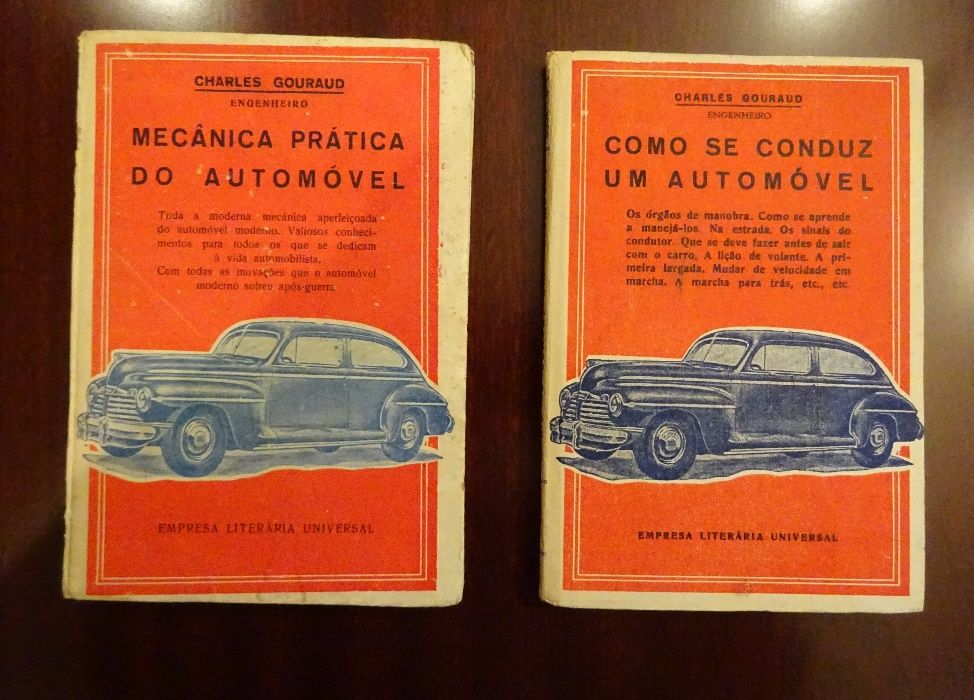 CHARLES GOURAUD
ENGENHEIRO
MECÂNICA PRÁTICA
DO AUTOMÓVEL
Toda a moderna mecânica aperfeiçoada
do automóvel moderno. Valiosos conheci-
mentos para todos os que se dedicam
à vida automobilista.
Com todas as inovações que o automóvel
moderno sofreu após-guerra
EMPRESA LITERÁRIA UNIVERSAL
CHARLES GOURAUD
ENGENHEIRO
COMO SE CONDUZ
UM AUTOMÓVEL
Os órgãos de manobra. Como se aprende
a manejá-los. Na estrada. Os sinais do
condutor. Que se deve fazer antes de sair
com o carro. A lição de volante. A pri-
meira largada. Mudar de velocidade em
marcha. A marcha para trás, etc., etc.
EMPRESA LITERÁRIA UNIVERSAL